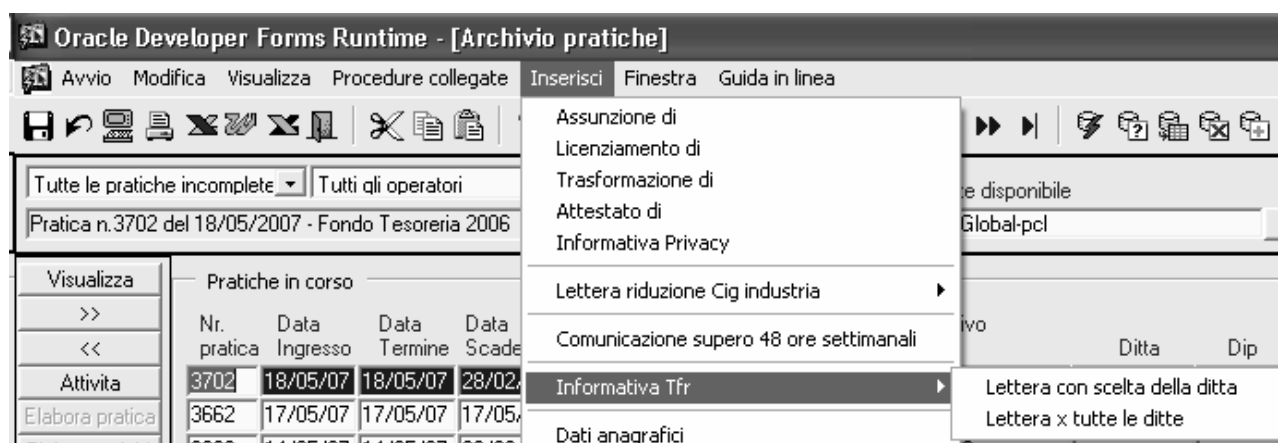 Oracle Developer Forms Runtime - [Archivio pratiche]
Avvio Modifica Visualizza Procedure collegate Inserisci Finestra Guida in linea
Assunzione di
Licenziamento di
Trasformazione di
Attestato di
Informativa Privacy
Lettera riduzione Cig industria
Comunicazione supero 48 ore settimanali
Informativa Tfr
Dati anagrafici
Lettera con scelta della ditta
Lettera x tutte le ditte
Tutte le pratiche incomplete Tutti gli operatori
te disponibile
Pratica n.3702 del 18/05/2007 - Fondo Tesoreria 2006
Global-pcl
Visualizza
>>
<<
Attivita
Elabora pratica
Pratiche in corso
Nr. Data Data Data
pratica Ingresso Termine Scade
ivo
Ditta Dip
3702 18/05/07 18/05/07 28/02/
3662 17/05/07 17/05/07 17/05/